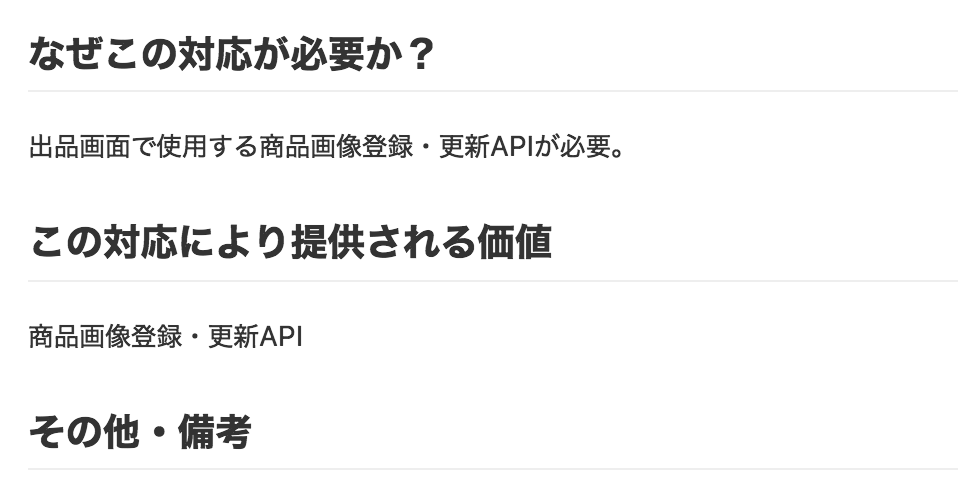 なぜこの対応が必要か？
出品画面で使用する商品画像登録・更新APIが必要。
この対応により提供される価値
商品画像登録・更新API
その他・備考